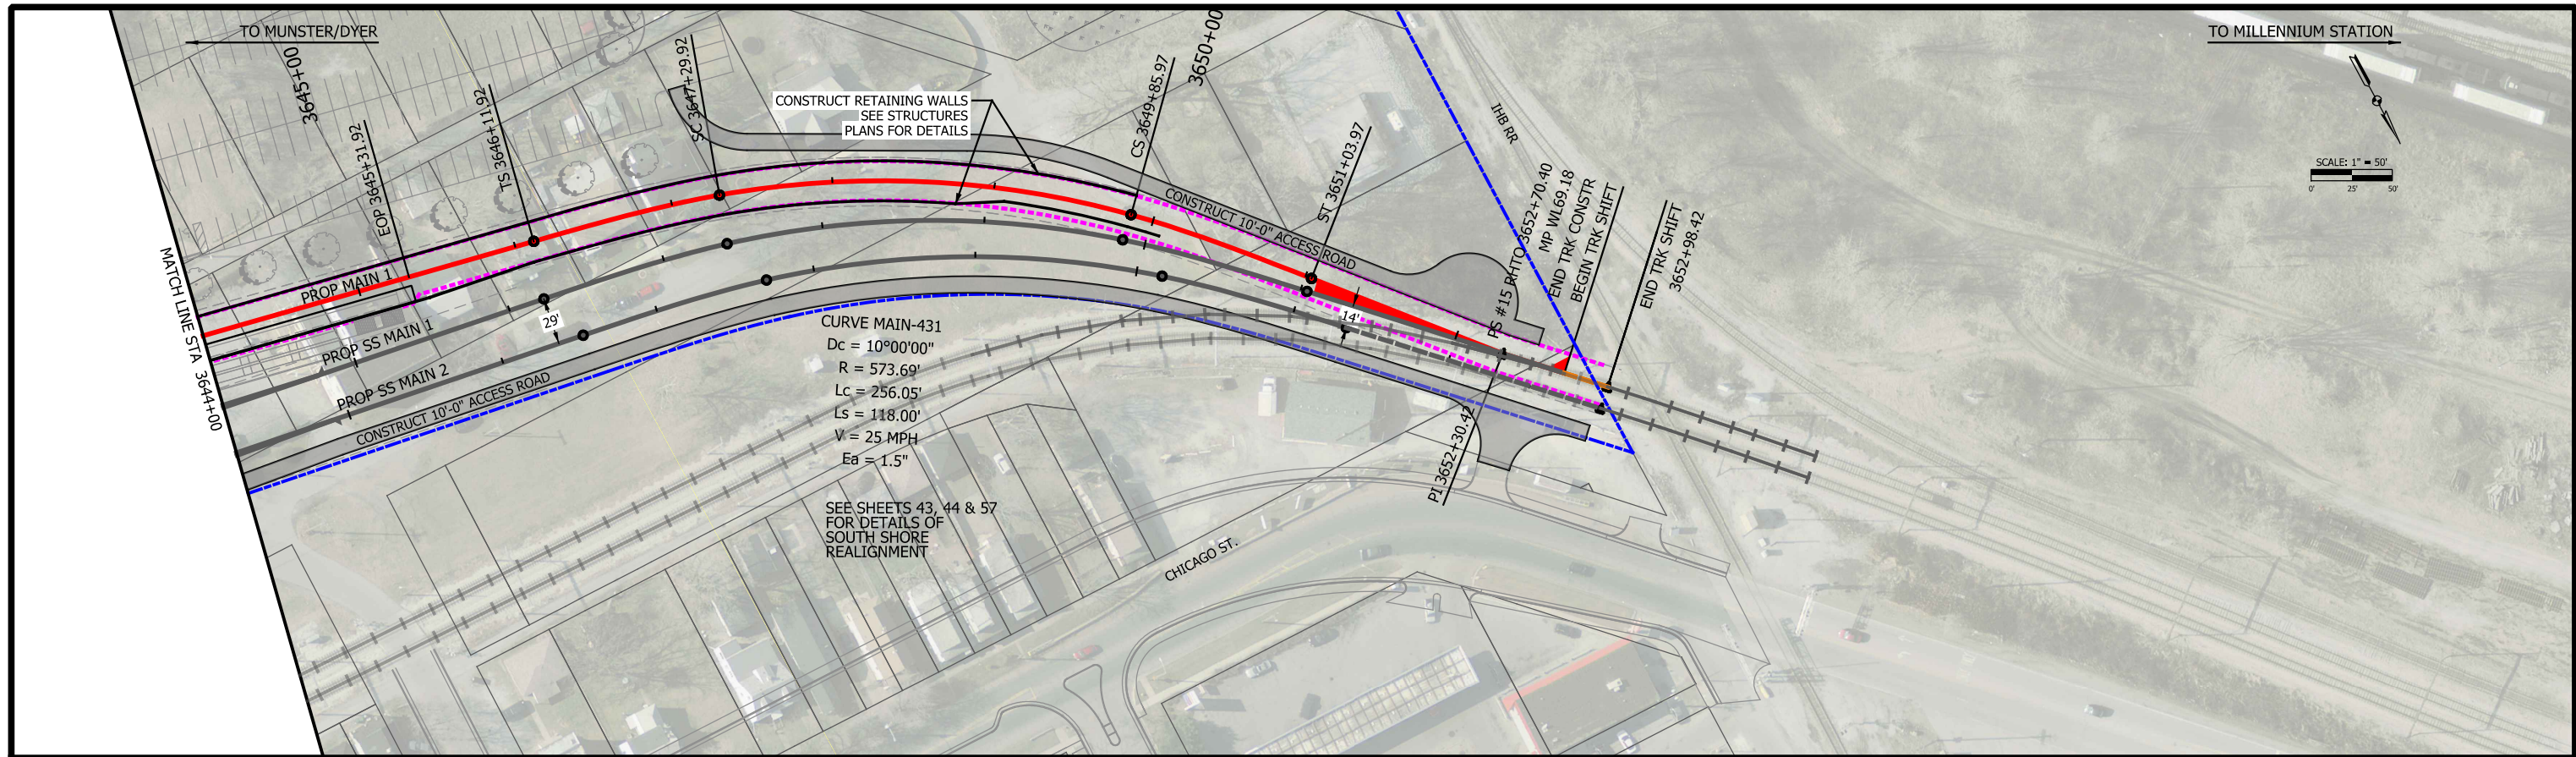 TO MUNSTER/DYER
TO MILLENNIUM STATION
SCALE: 1" = 50'
0' 25' 50'
3645+00
3650+00
EOP 3645+31.92
TS 3646+11.92
SC 3647+29.92
CS 3649+85.97
ST 3651+03.97
CONSTRUCT RETAINING WALLS
SEE STRUCTURES
PLANS FOR DETAILS
IHB RR
CONSTRUCT 10'-0" ACCESS ROAD
PS #15 RHTO 3652+70.40
MP WL69.18
END TRK CONSTR
BEGIN TRK SHIFT
END TRK SHIFT
3652+98.42
MATCH LINE STA 3644+00
PROP MAIN 1
PROP SS MAIN 1
PROP SS MAIN 2
CONSTRUCT 10'-0" ACCESS ROAD
29'
14'
PI 3652+30.42
CURVE MAIN-431
Dc = 10°00'00"
R = 573.69'
Lc = 256.05'
Ls = 118.00'
V = 25 MPH
Ea = 1.5"
SEE SHEETS 43, 44 & 57
FOR DETAILS OF
SOUTH SHORE
REALIGNMENT
CHICAGO ST.